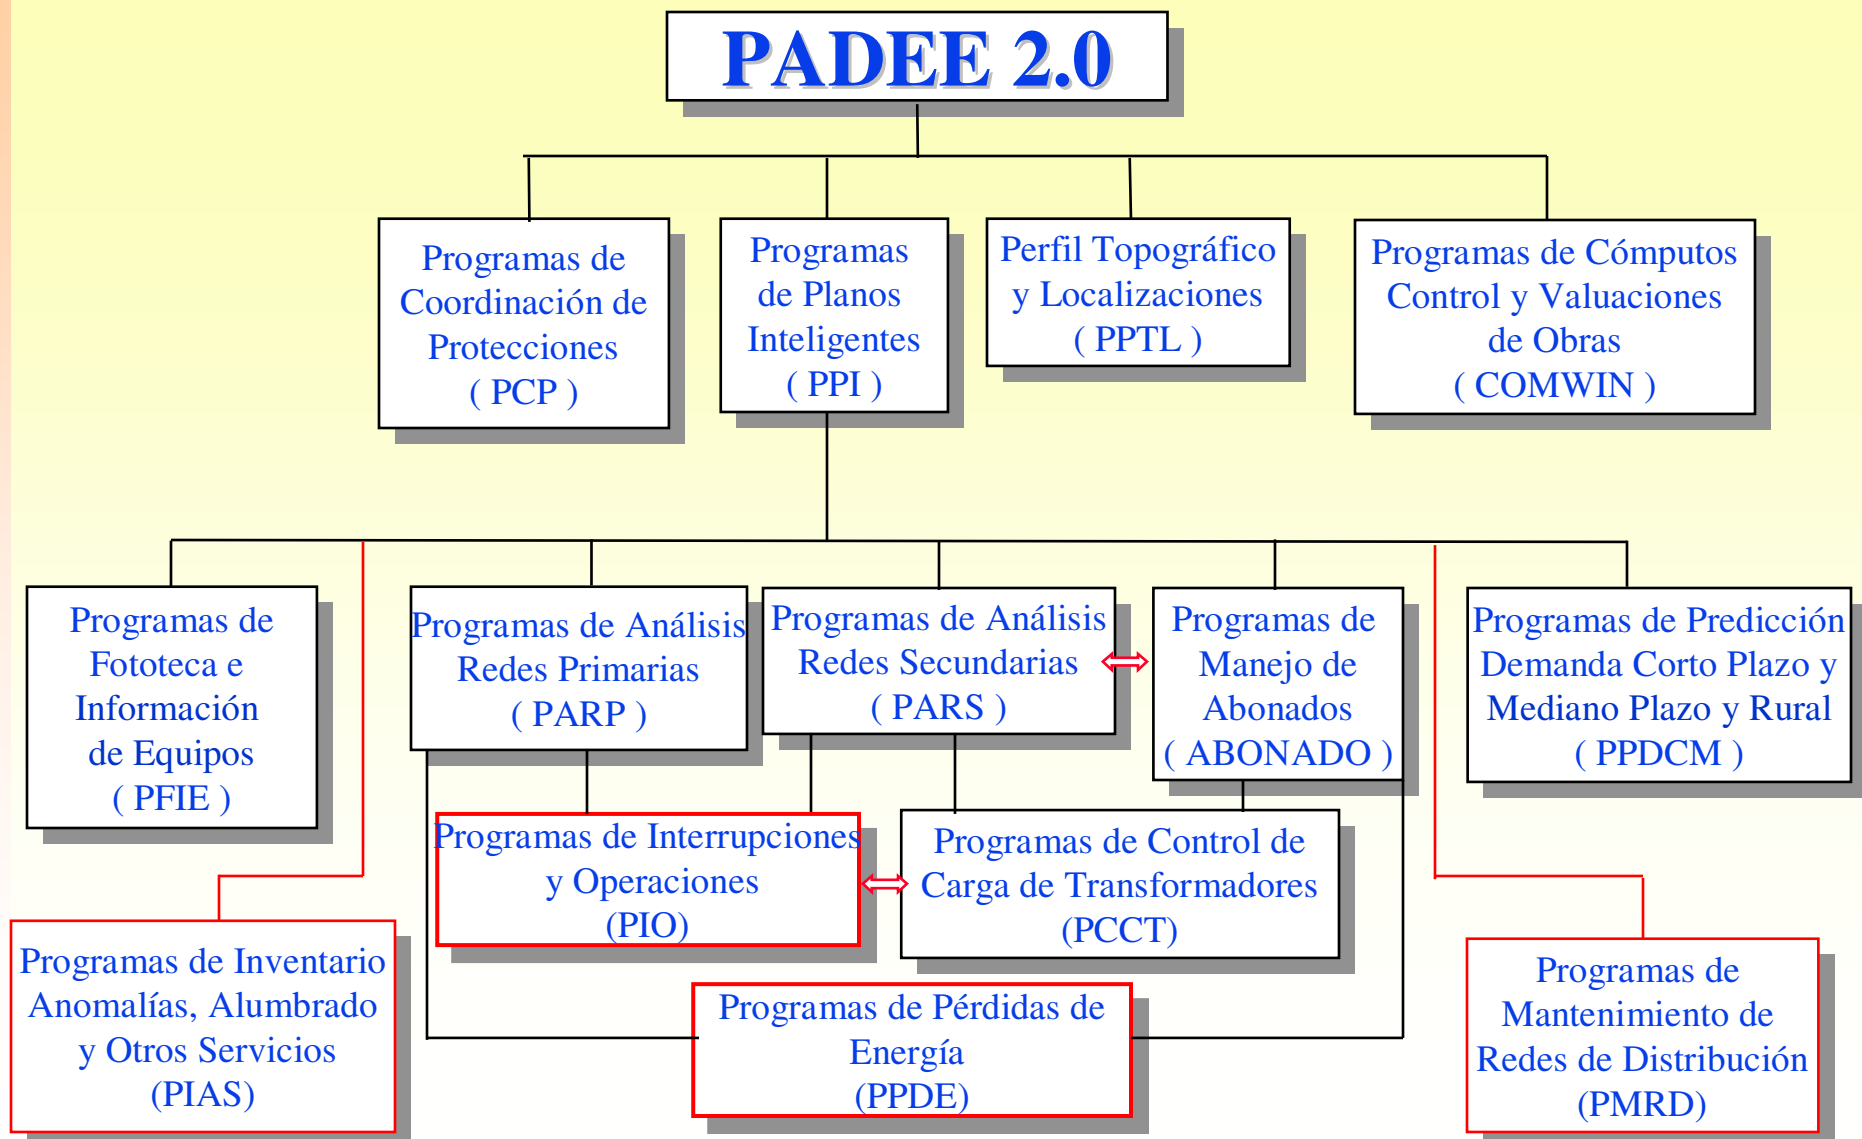 PADEE 2.0
Programas de
Coordinación de
Protecciones
( PCP )
Programas
de Planos
Inteligentes
( PPI )
Perfil Topográfico
y Localizaciones
( PPTL )
Programas de Cómputos
Control y Valuaciones
de Obras
( COMWIN )
Programas de
Fototeca e
Información
de Equipos
( PFIE )
Programas de Análisis
Redes Primarias
( PARP )
Programas de Análisis
Redes Secundarias
( PARS )
Programas de
Manejo de
Abonados
( ABONADO )
Programas de Predicción
Demanda Corto Plazo y
Mediano Plazo y Rural
( PPDCM )
Programas de Interrupciones
y Operaciones
(PIO)
Programas de Control de
Carga de Transformadores
(PCCT)
Programas de Inventario
Anomalías, Alumbrado
y Otros Servicios
(PIAS)
Programas de Pérdidas de
Energía
(PPDE)
Programas de
Mantenimiento de
Redes de Distribución
(PMRD)